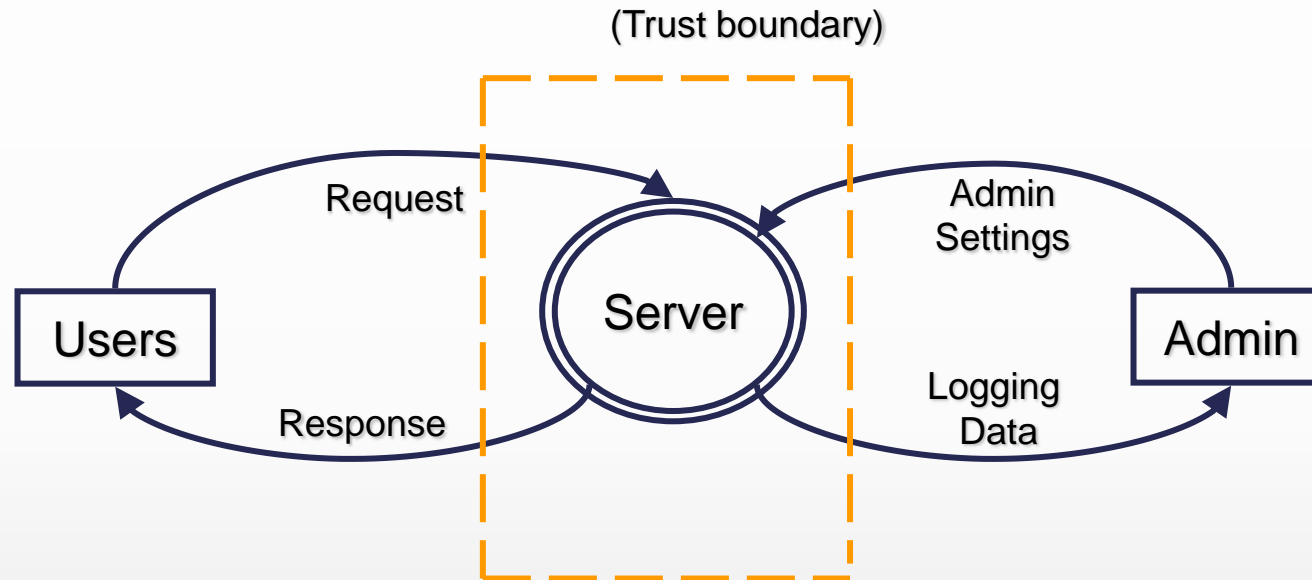 (Trust boundary)
Request
Admin
Settings
Users
Server
Admin
Response
Logging
Data